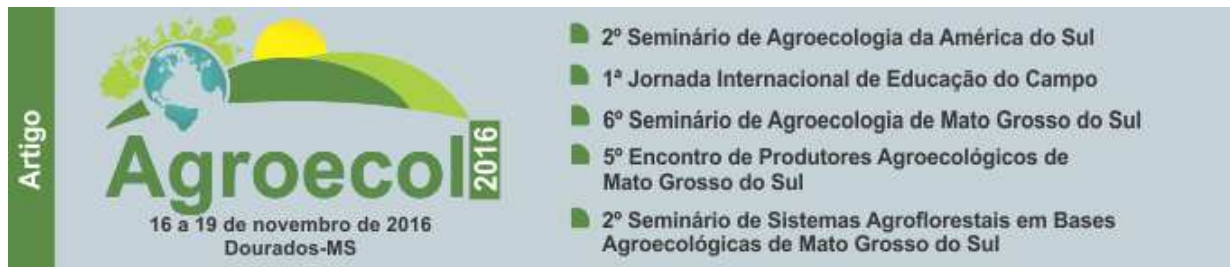 Artigo
Agroecol 2016
16 a 19 de novembro de 2016
Dourados-MS
2º Seminário de Agroecologia da América do Sul
1ª Jornada Internacional de Educação do Campo
6º Seminário de Agroecologia de Mato Grosso do Sul
5º Encontro de Produtores Agroecológicos de
Mato Grosso do Sul
2º Seminário de Sistemas Agroflorestais em Bases
Agroecológicas de Mato Grosso do Sul